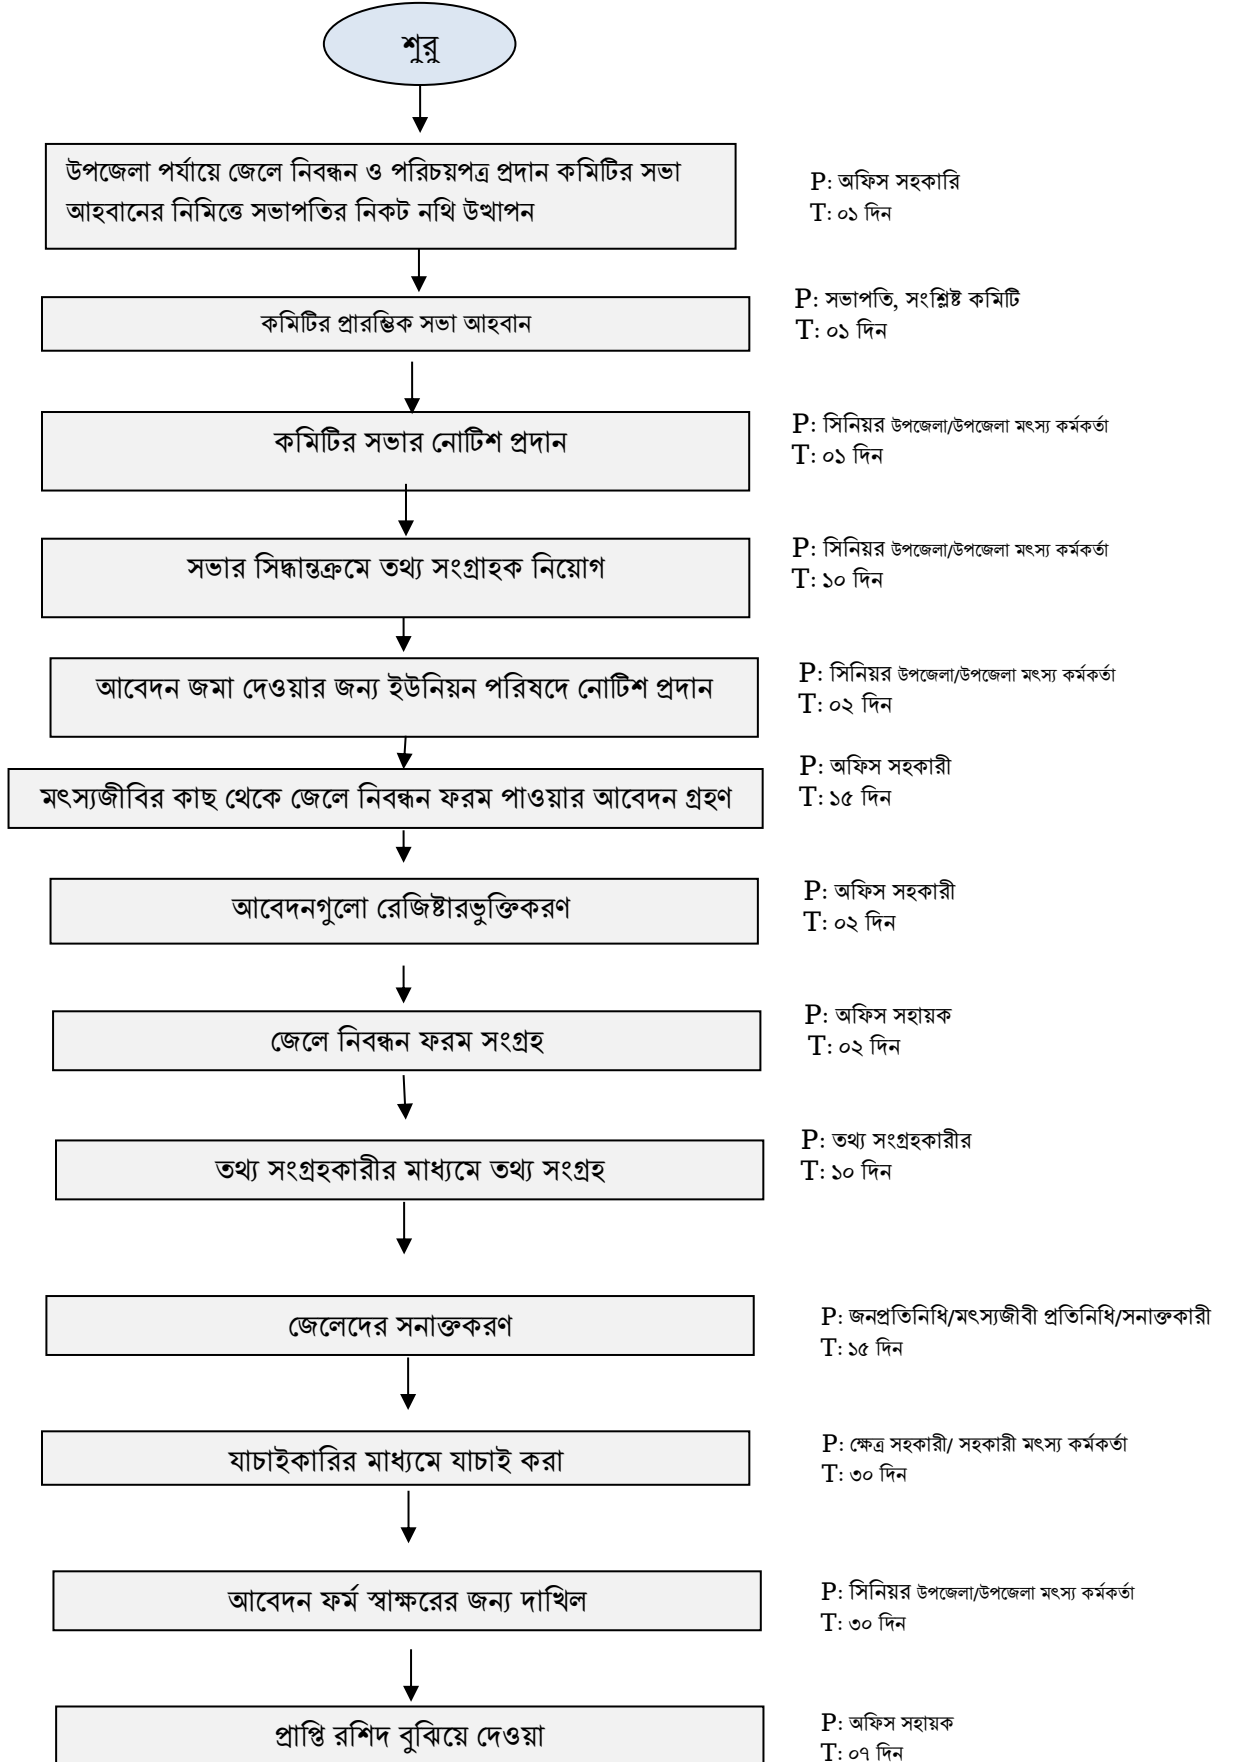 শুরু
উপজেলা পর্যায়ে জেলে নিবন্ধন ও পরিচয়পত্র প্রদান কমিটির সভা
আহবানের নিমিত্তে সভাপতির নিকট নথি উত্থাপন
P: অফিস সহকারি
T: ০১ দিন
কমিটির প্রারম্ভিক সভা আহবান
P: সভাপতি, সংশ্লিষ্ট কমিটি
T: ০১ দিন
কমিটির সভার নোটিশ প্রদান
P: সিনিয়র উপজেলা/উপজেলা মৎস্য কর্মকর্তা
T: ০১ দিন
সভার সিদ্ধান্তক্রমে তথ্য সংগ্রাহক নিয়োগ
P: সিনিয়র উপজেলা/উপজেলা মৎস্য কর্মকর্তা
T: ১০ দিন
আবেদন জমা দেওয়ার জন্য ইউনিয়ন পরিষদে নোটিশ প্রদান
P: সিনিয়র উপজেলা/উপজেলা মৎস্য কর্মকর্তা
T: ০২ দিন
মৎস্যজীবির কাছ থেকে জেলে নিবন্ধন ফরম পাওয়ার আবেদন গ্রহণ
P: অফিস সহকারী
T: ১৫ দিন
আবেদনগুলো রেজিষ্টারভুক্তিকরণ
P: অফিস সহকারী
T: ০২ দিন
জেলে নিবন্ধন ফরম সংগ্রহ
P: অফিস সহায়ক
T: ০২ দিন
তথ্য সংগ্রহকারীর মাধ্যমে তথ্য সংগ্রহ
P: তথ্য সংগ্রহকারীর
T: ১০ দিন
জেলেদের সনাক্তকরণ
P: জনপ্রতিনিধি/মৎস্যজীবী প্রতিনিধি/সনাক্তকারী
T: ১৫ দিন
যাচাইকারির মাধ্যমে যাচাই করা
P: ক্ষেত্র সহকারী/ সহকারী মৎস্য কর্মকর্তা
T: ৩০ দিন
আবেদন ফর্ম স্বাক্ষরের জন্য দাখিল
P: সিনিয়র উপজেলা/উপজেলা মৎস্য কর্মকর্তা
T: ৩০ দিন
প্রাপ্তি রশিদ বুঝিয়ে দেওয়া
P: অফিস সহায়ক
T: ০৭ দিন